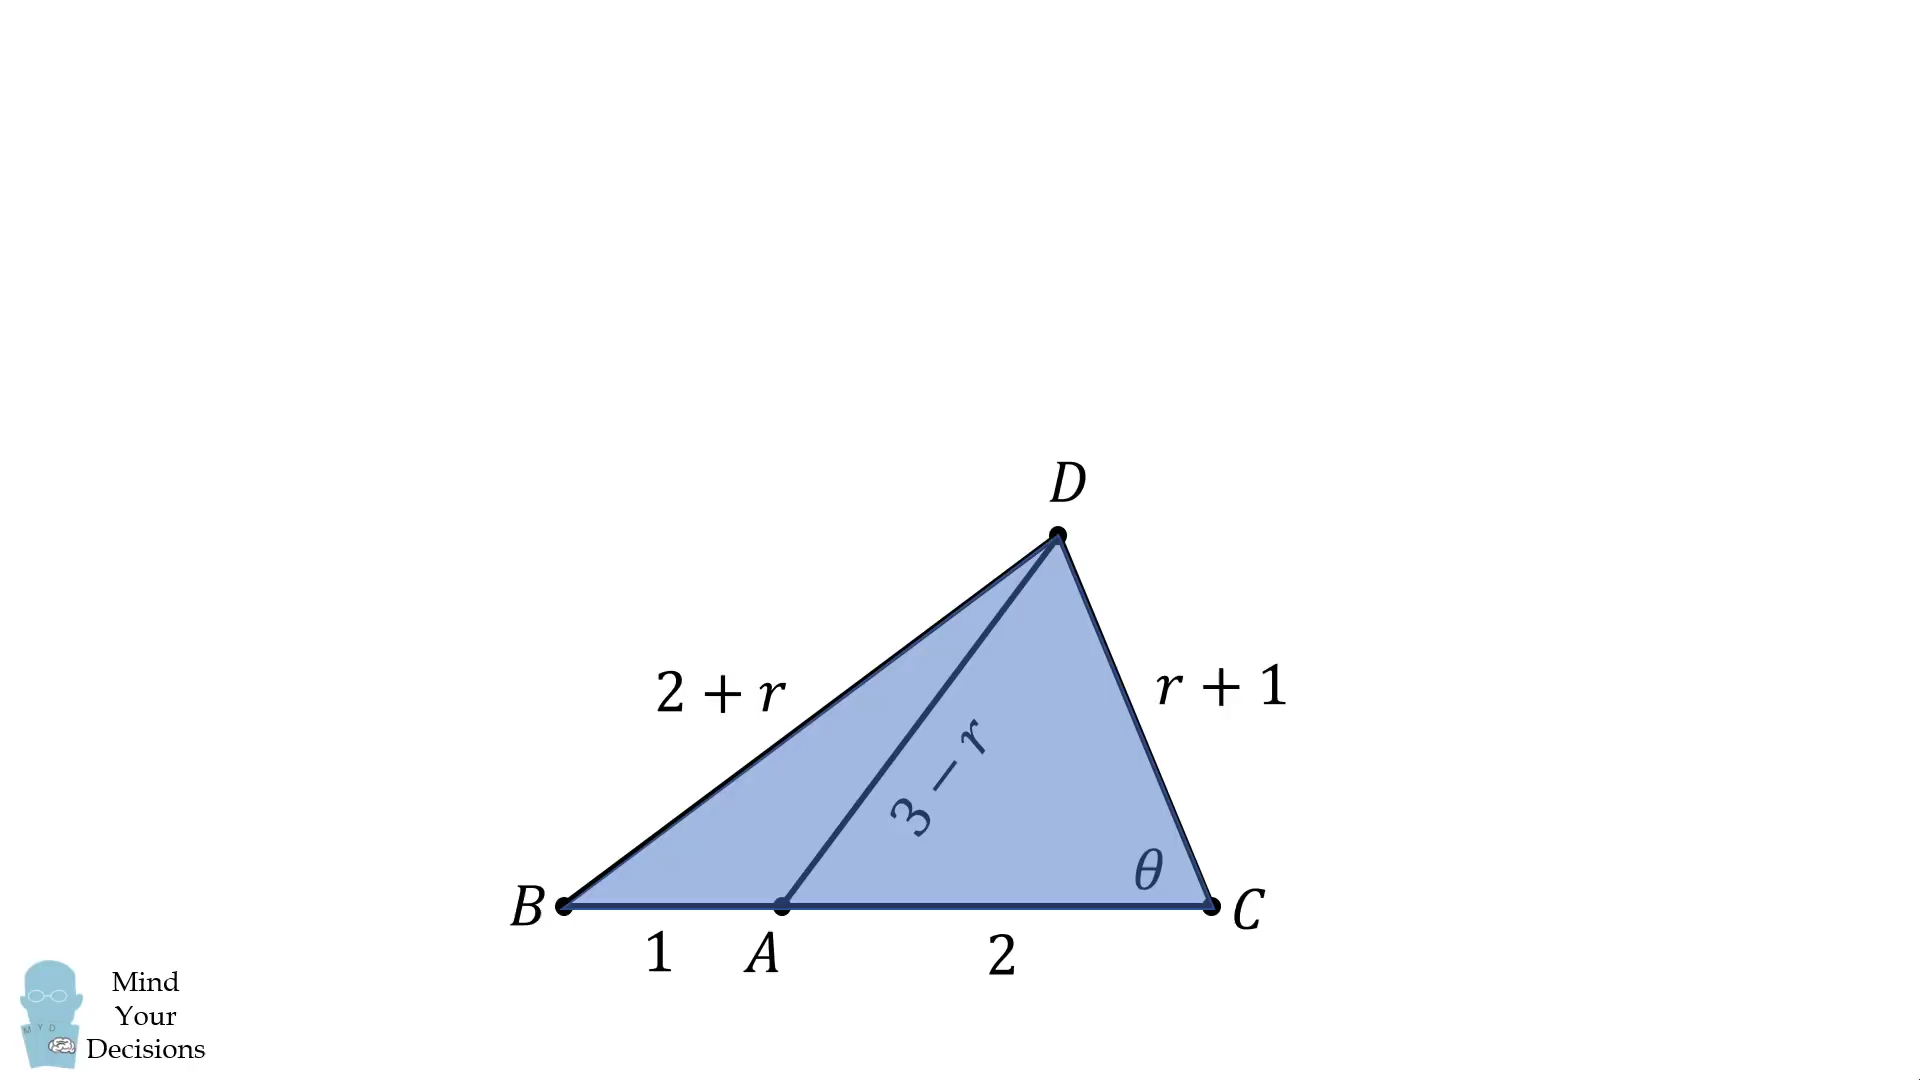 D
2 + r
r + 1
3 − r
θ
B
C
1
A
2
Mind
Your
Decisions
M Y D